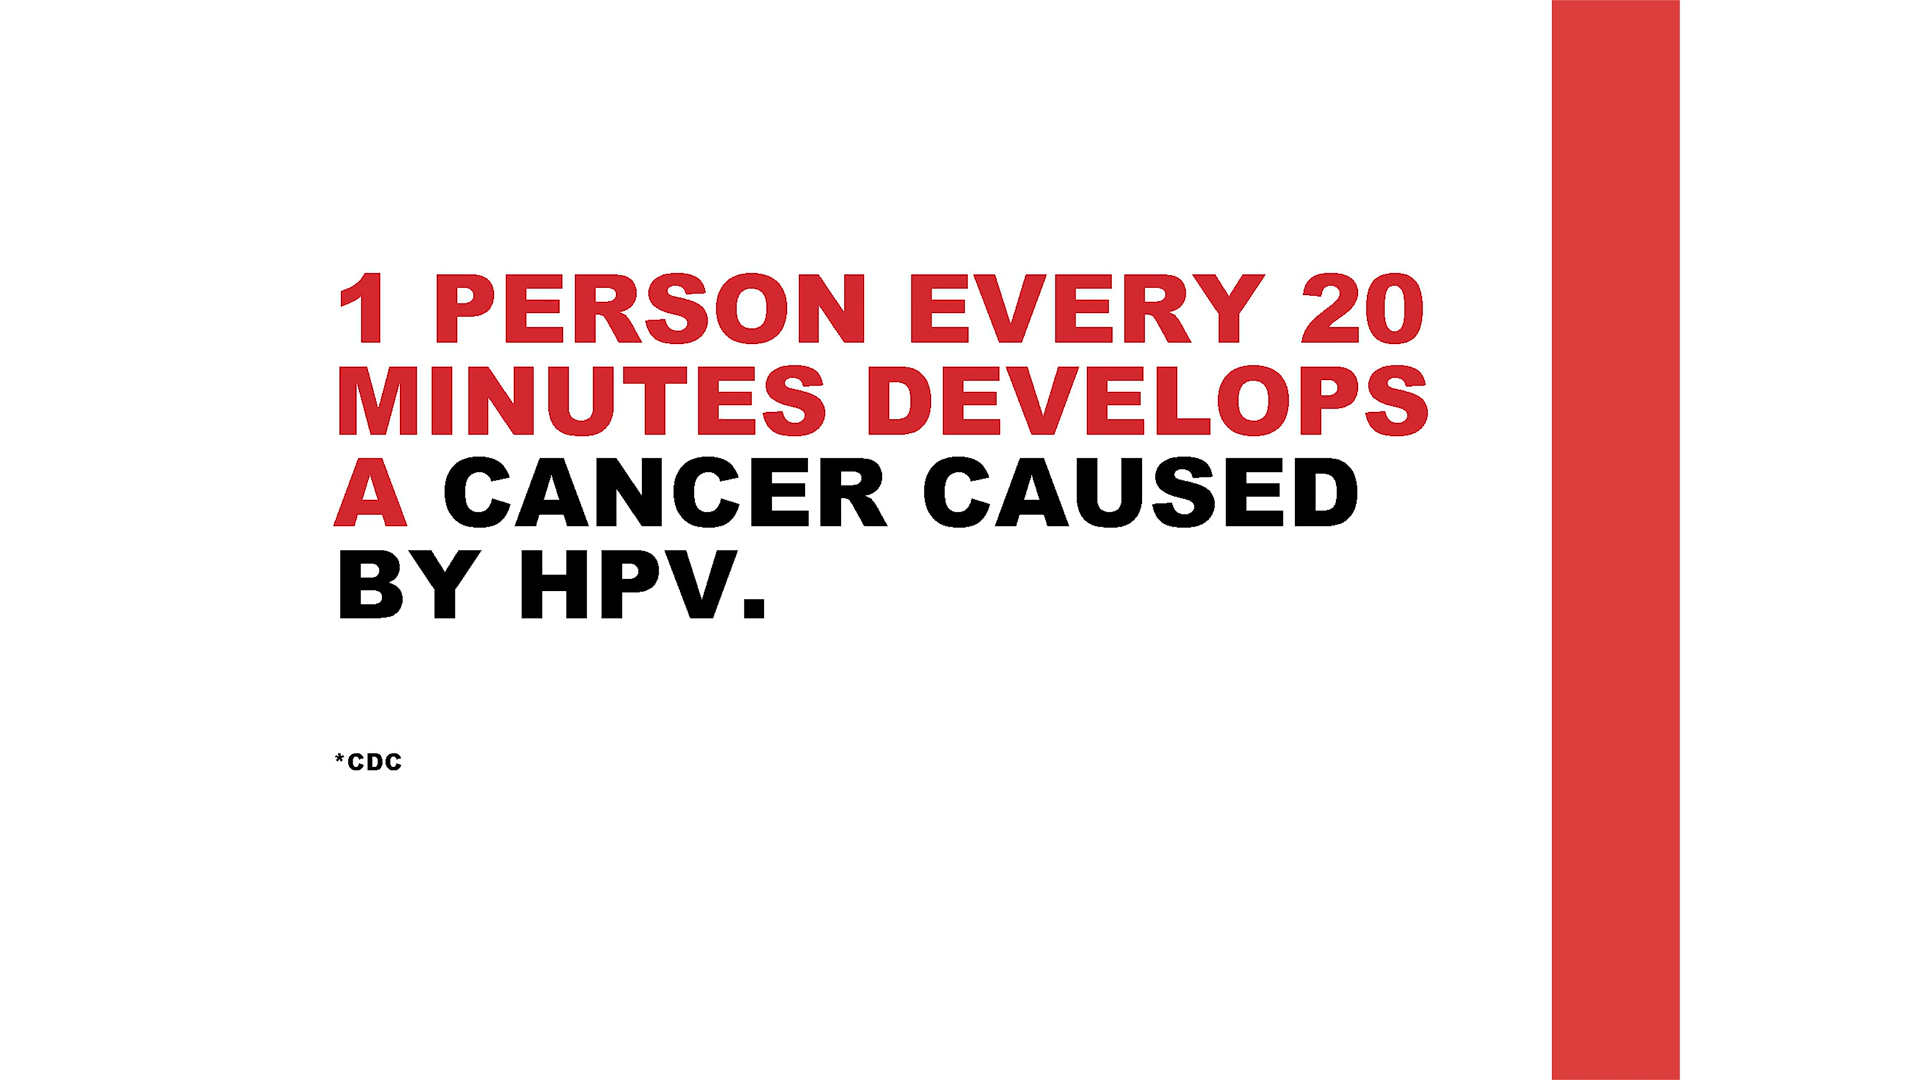 1 PERSON EVERY 20
MINUTES DEVELOPS
A CANCER CAUSED
BY HPV.
*CDC